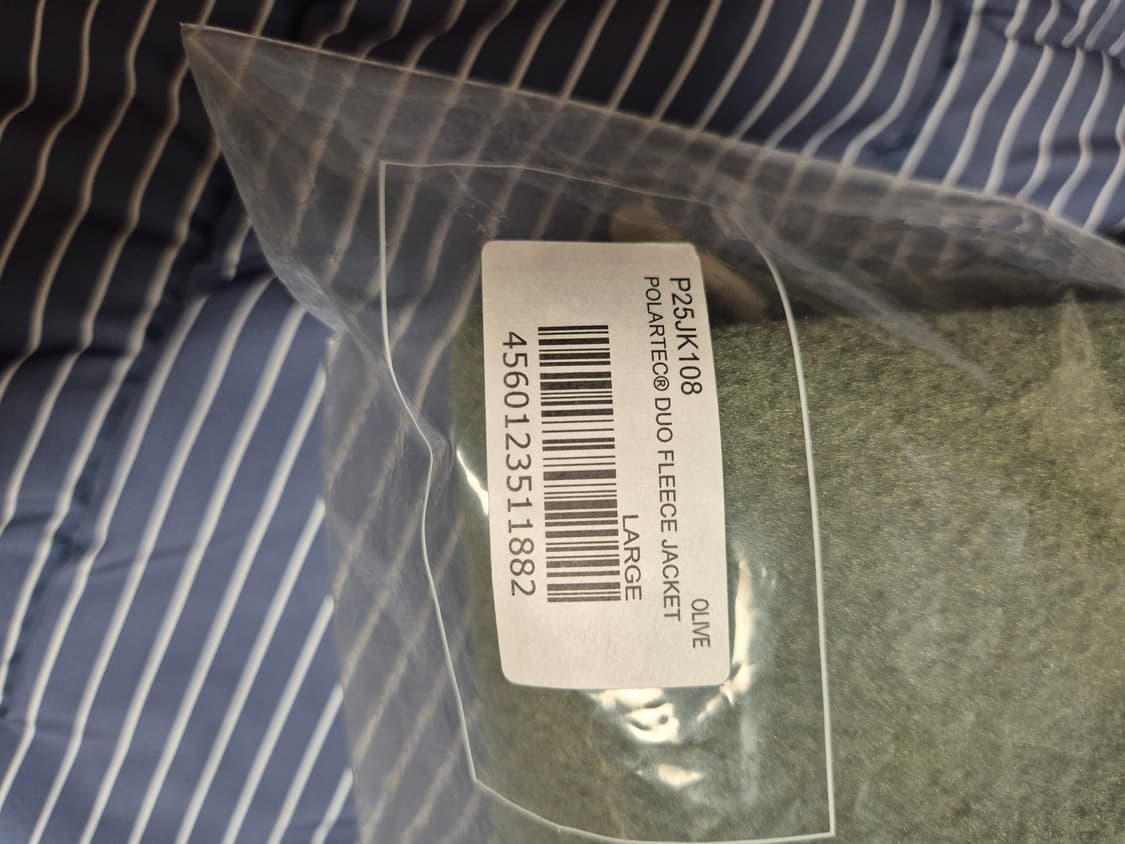 P25JK108 OLIVE
POLARTEC® DUO FLEECE JACKET
LARGE
4560123511882